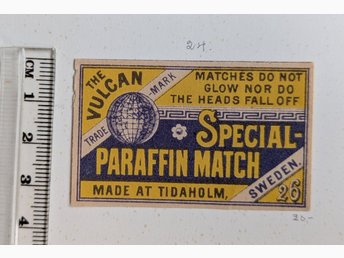 24.
CM 1 2 3 4
THE
VULCAN
TRADE-MARK
MATCHES DO NOT
GLOW NOR DO
THE HEADS FALL OFF
SPECIAL-
PARAFFIN MATCH
MADE AT TIDAHOLM,
SWEDEN.
26
20-